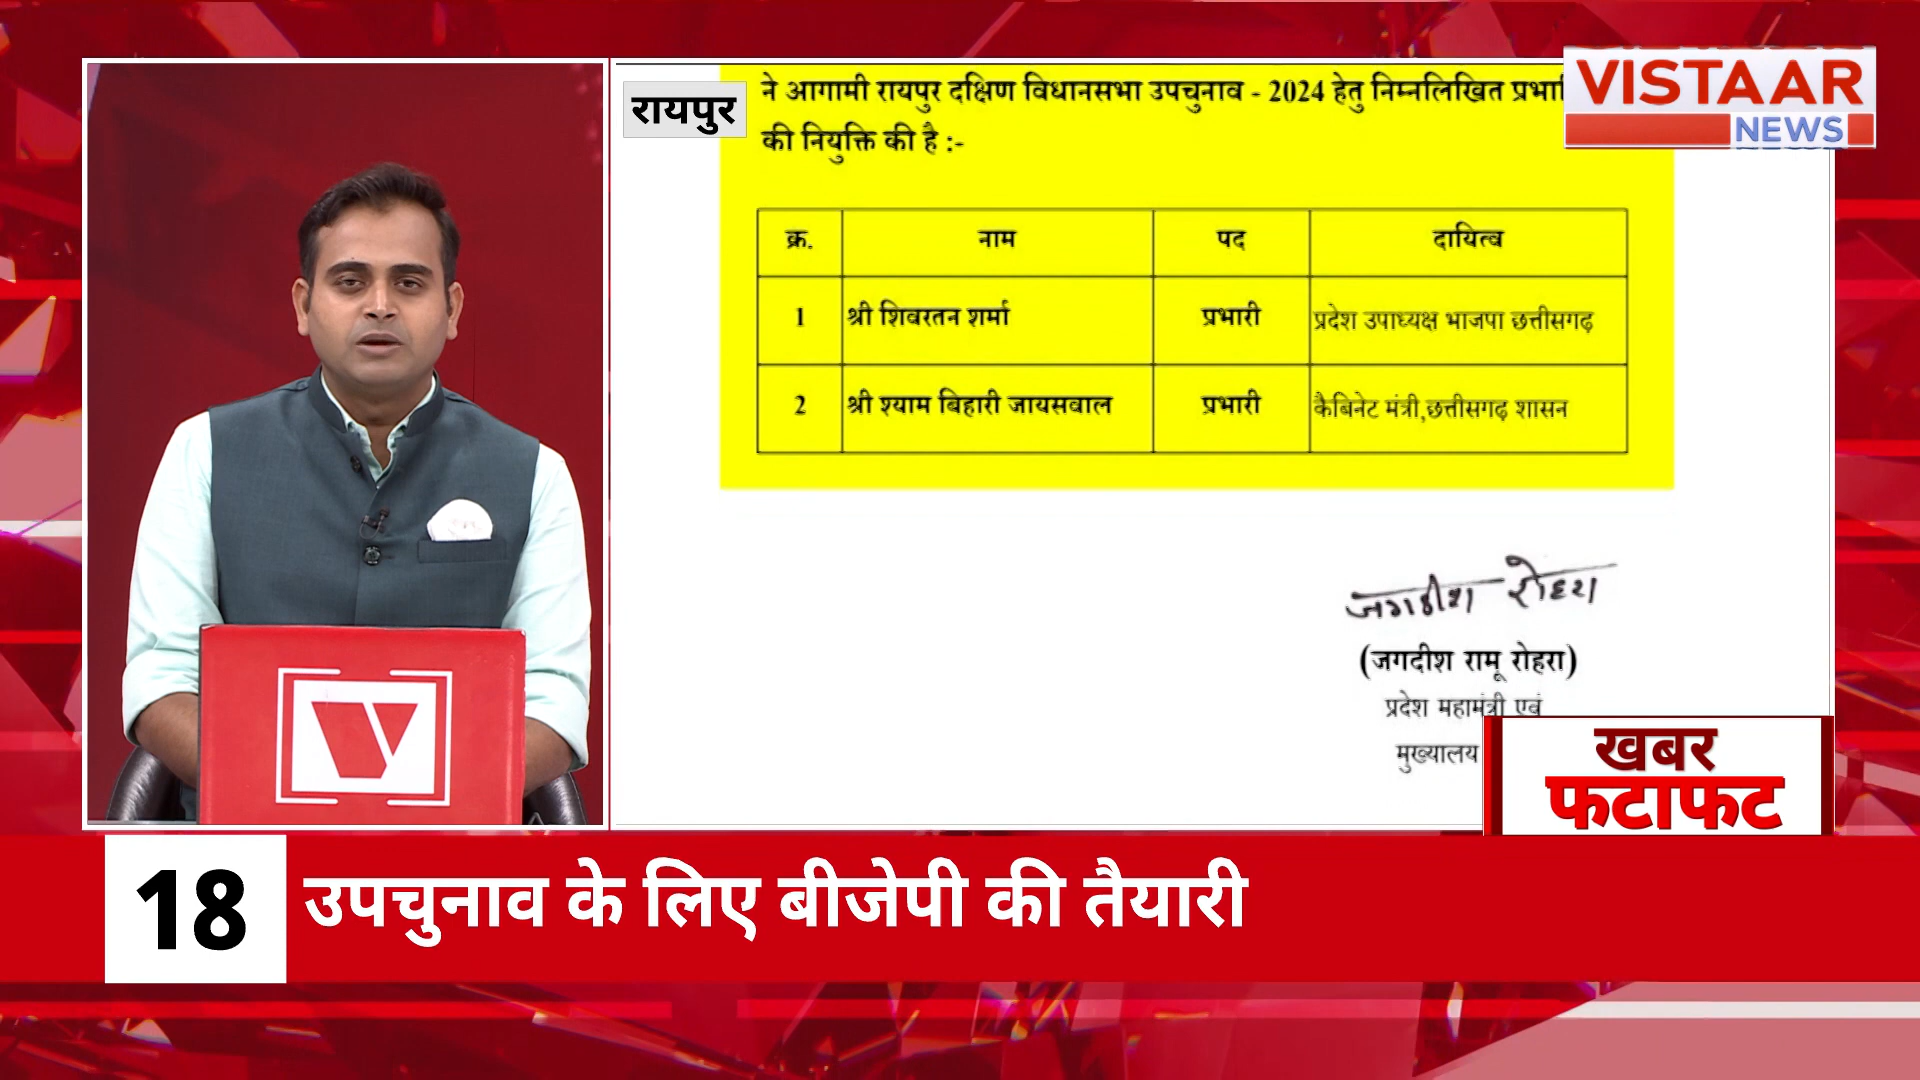 रायपुर
ने आगामी रायपुर दक्षिण विधानसभा उपचुनाव - 2024 हेतु निम्नलिखित
की नियुक्ति की है :-
VISTAAR
NEWS
क्र. नाम पद दायित्व
1 श्री शिवरतन शर्मा प्रभारी प्रदेश उपाध्यक्ष भाजपा छत्तीसगढ़
2 श्री श्याम बिहारी जायसवाल प्रभारी कैबिनेट मंत्री,छत्तीसगढ़ शासन
जगदीश रोहरा
(जगदीश रामू रोहरा)
प्रदेश महामंत्री एवं
मुख्यालय
खबर
फटाफट
18 उपचुनाव के लिए बीजेपी की तैयारी